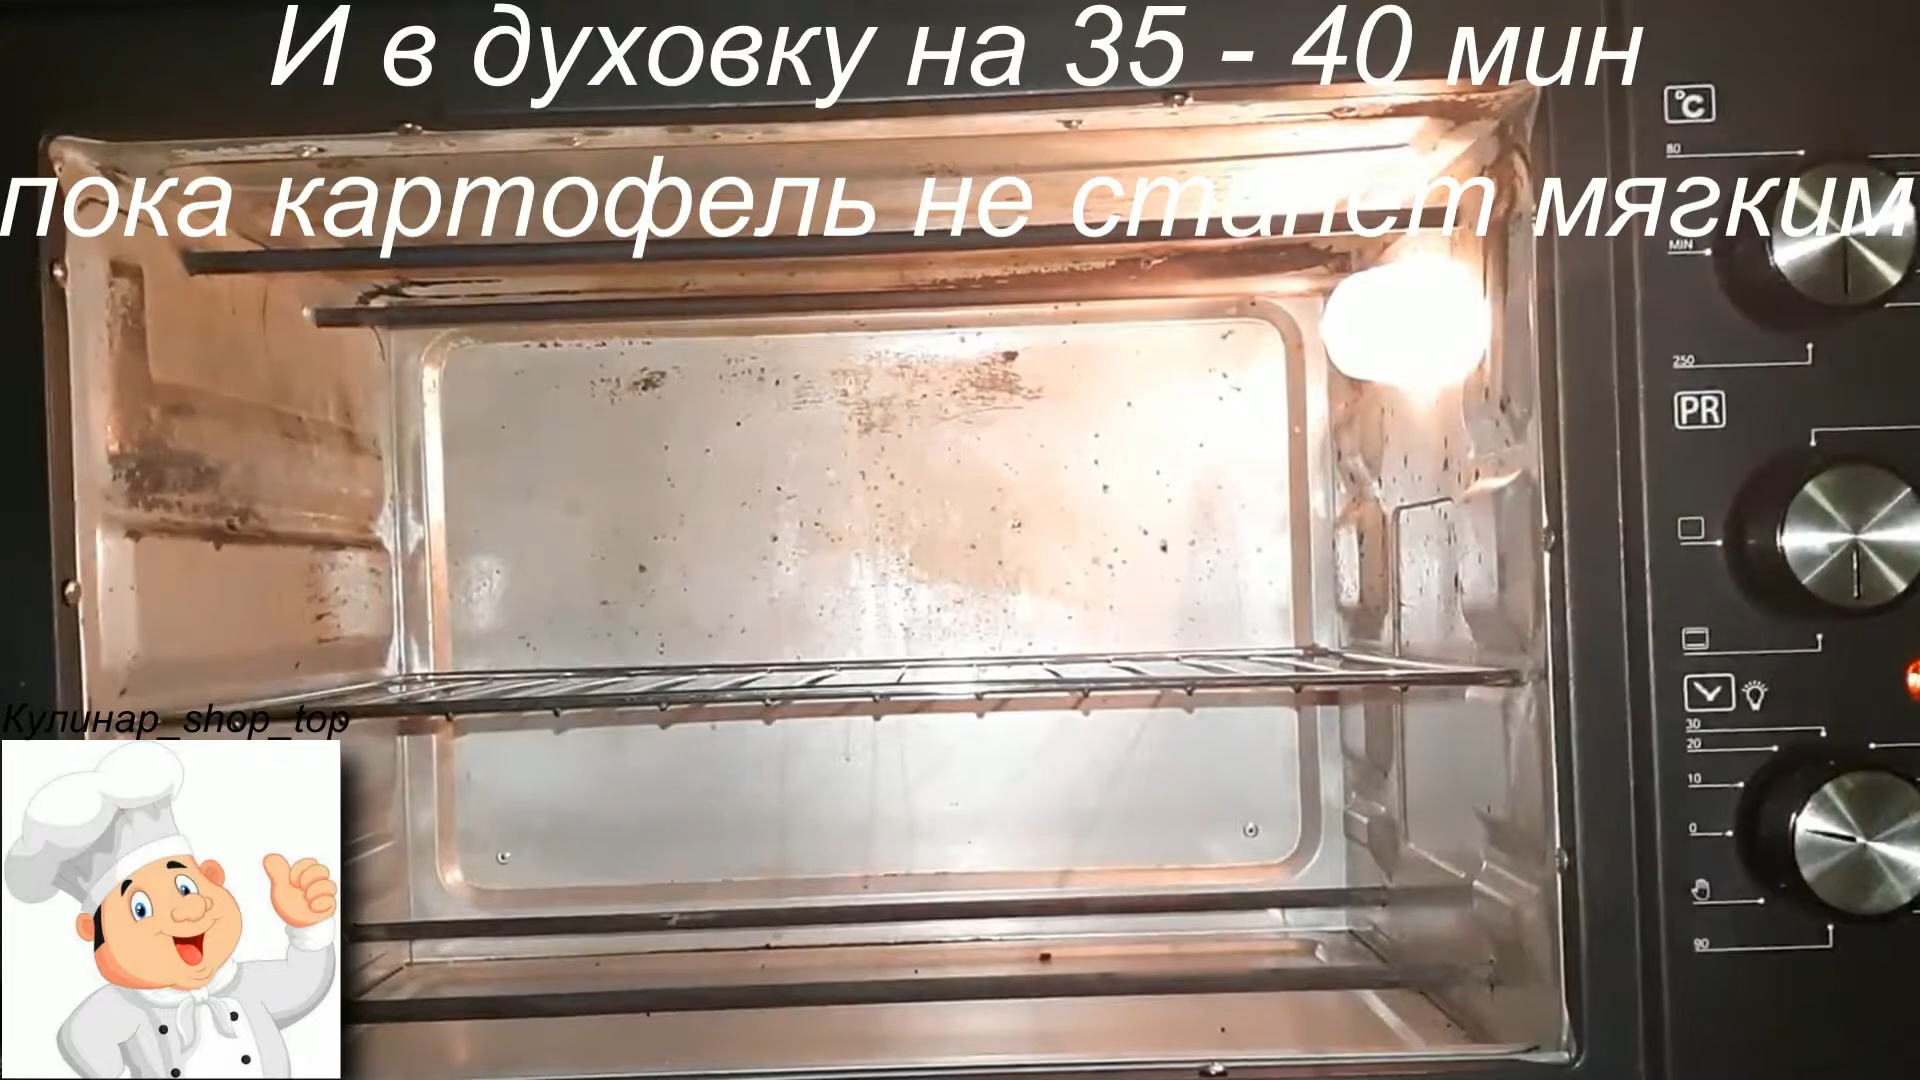 И в духовку на 35 - 40 мин
пока картофель не станет мягким
°C
80
MIN
250
PR
30
20
10
0
90
Кулинар_shop_top